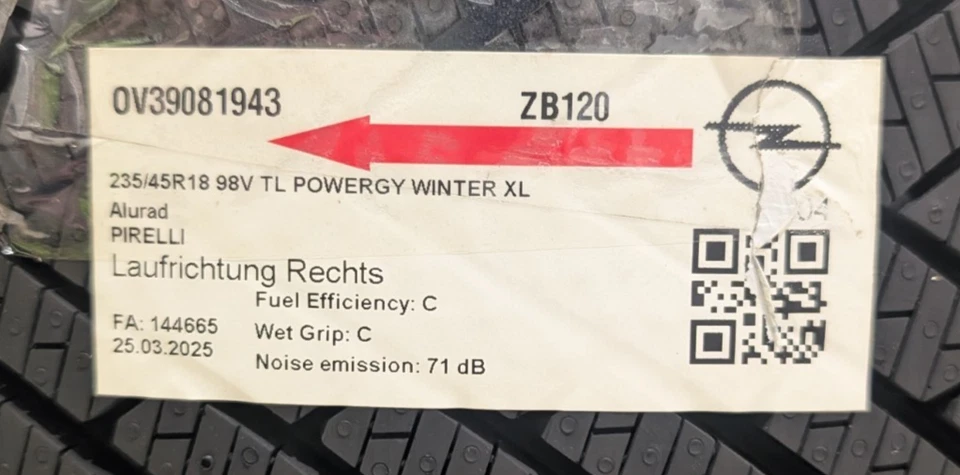 OV39081943 ZB120
235/45R18 98V TL POWERGY WINTER XL
Alurad
PIRELLI
Laufrichtung Rechts
Fuel Efficiency: C
FA: 144665 Wet Grip: C
25.03.2025
Noise emission: 71 dB